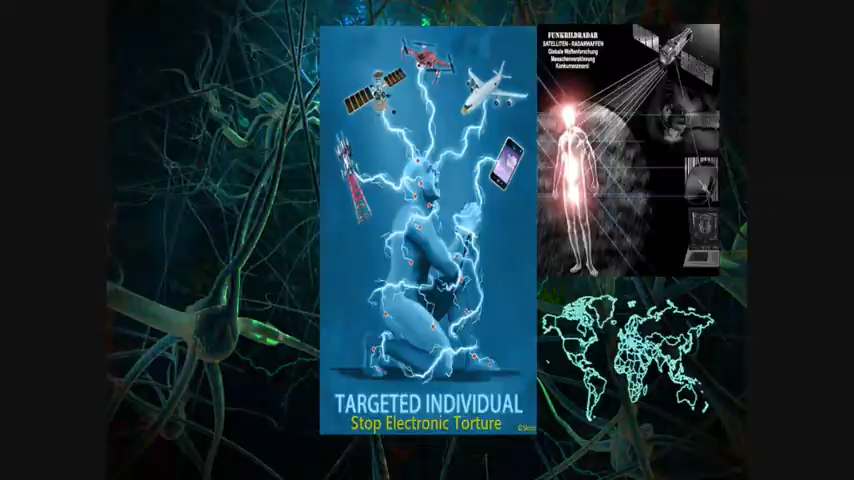 TARGETED INDIVIDUAL
Stop Electronic Torture
FUNKBILDRADAR
SATELLITEN - RADARWAFFEN
Globale Waffenforschung
Menschenversklavung